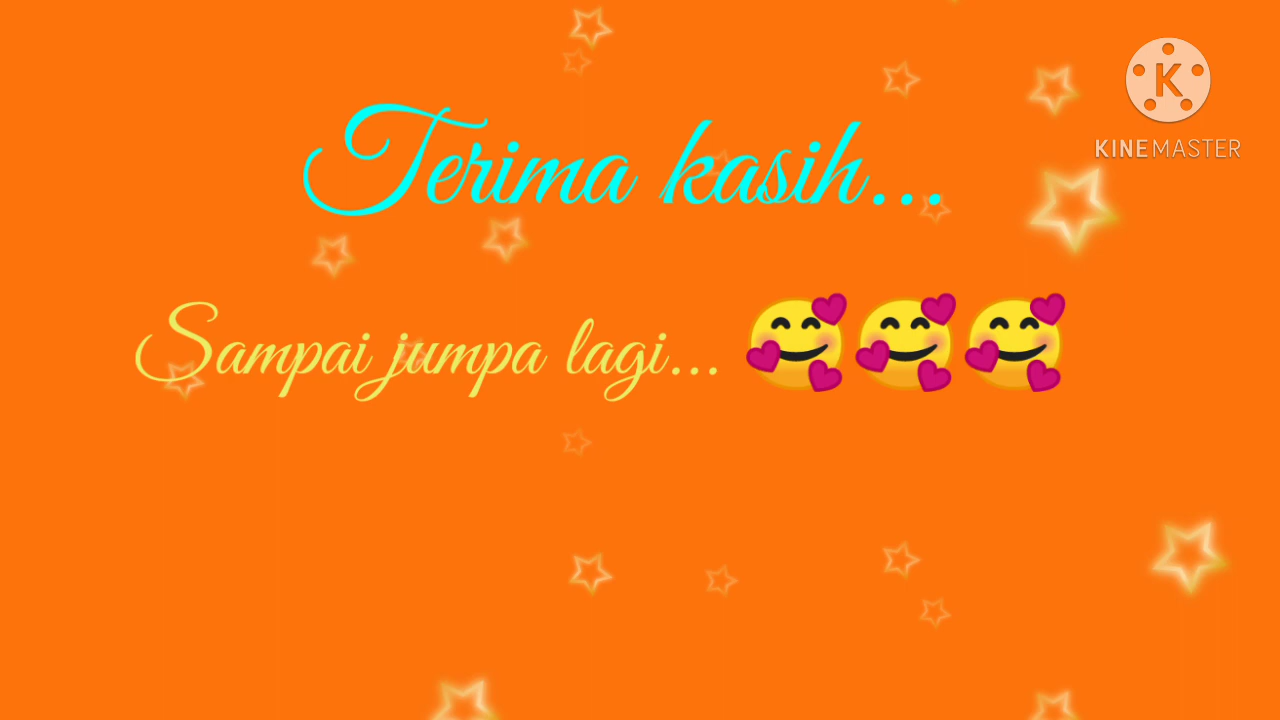 K
KINEMASTER
Terima kasih...
Sampai jumpa lagi... 🥰🥰🥰